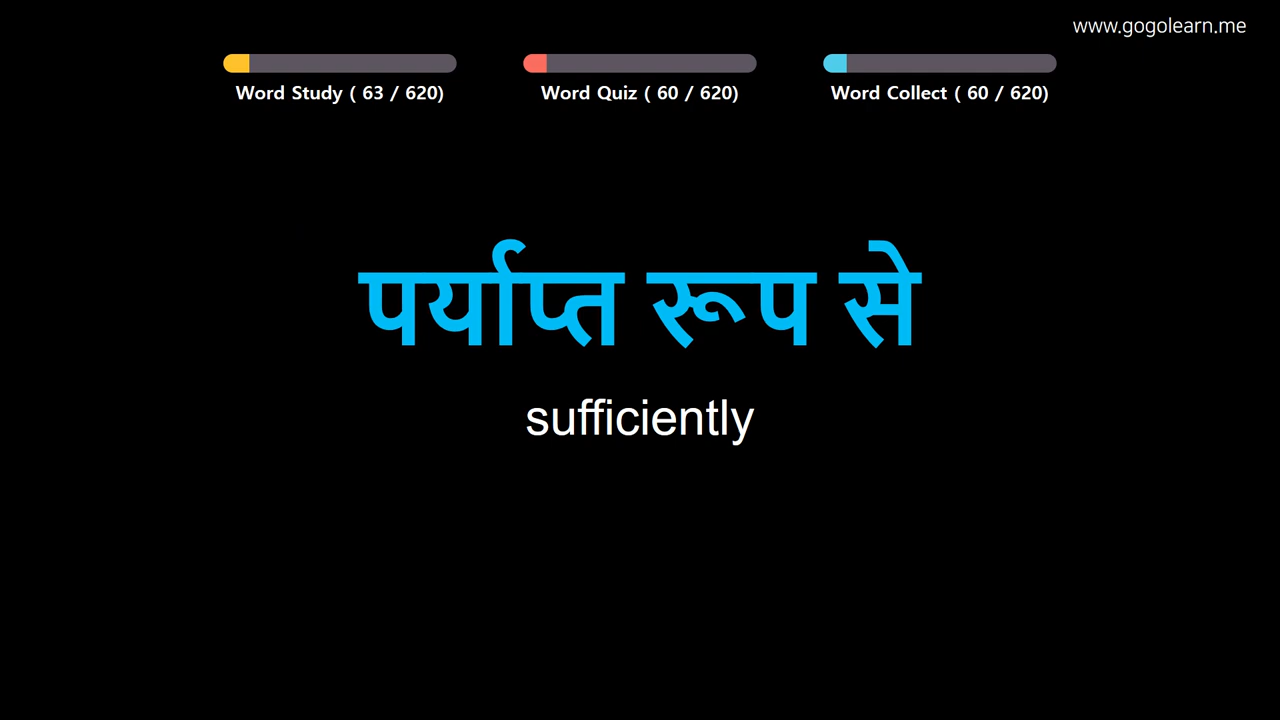 www.gogolearn.me
Word Study ( 63 / 620)
Word Quiz ( 60 / 620)
Word Collect ( 60 / 620)
पर्याप्त रूप से
sufficiently